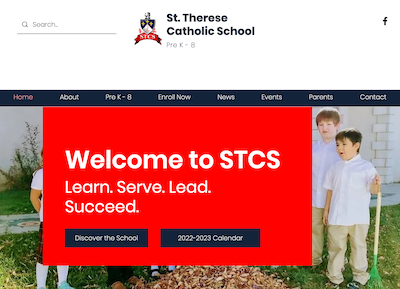 Search...
STCS
St. Therese
Catholic School
Pre K - 8
Home About Pre K - 8 Enroll Now News Events Parents Contact
Welcome to STCS
Learn. Serve. Lead.
Succeed.
Discover the School 2022-2023 Calendar